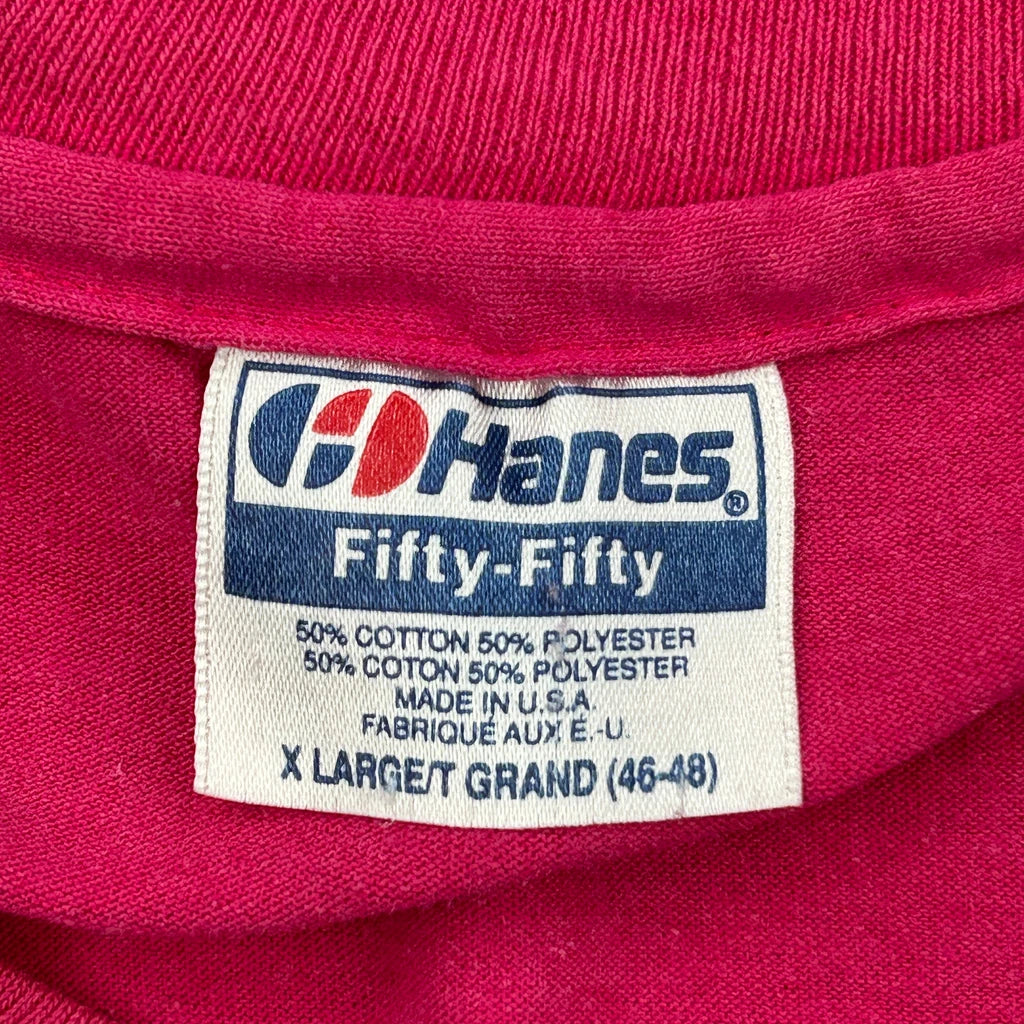 Hanes®
Fifty-Fifty
50% COTTON 50% POLYESTER
50% COTON 50% POLYESTER
MADE IN U.S.A.
FABRIQUÉ AUX É.-U.
X LARGE/T GRAND (46-48)